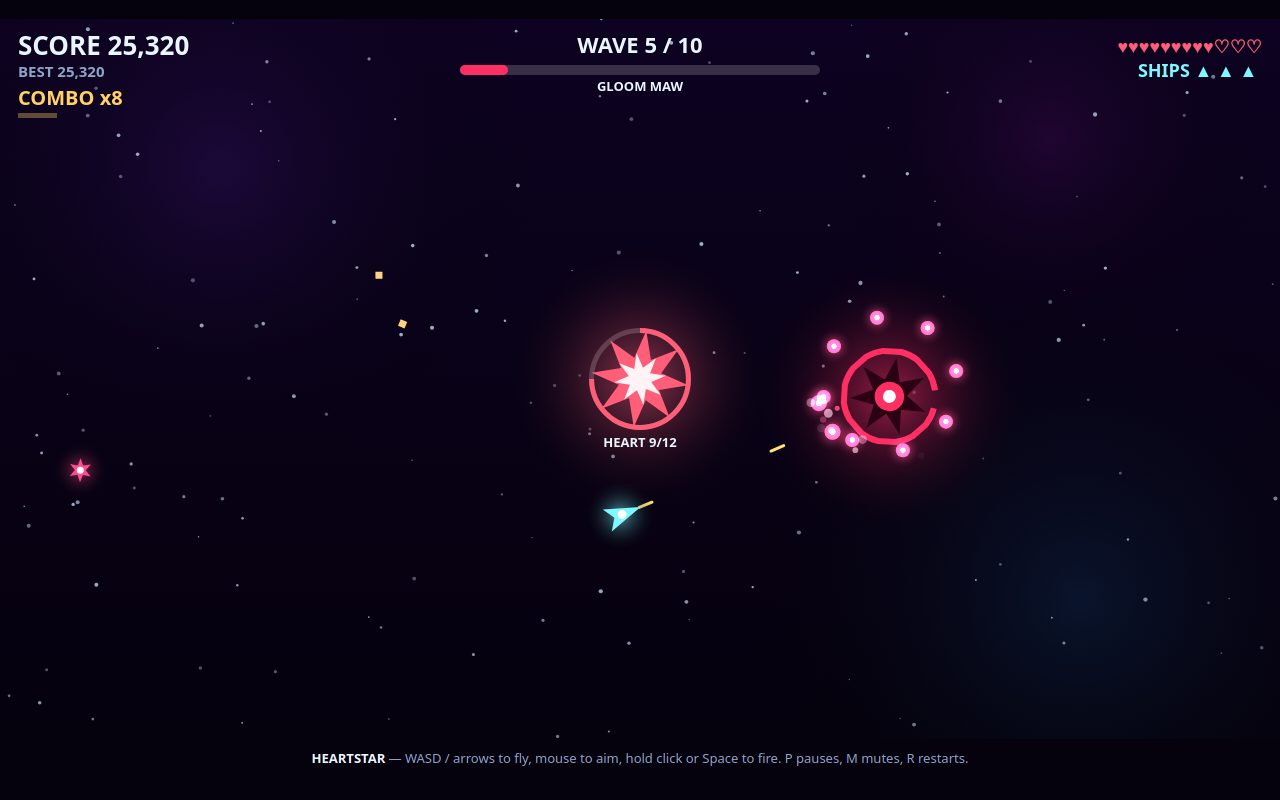 SCORE 25,320
BEST 25,320
COMBO x8
WAVE 5 / 10
GLOOM MAW
♥♥♥♥♥♥♥♥♥♡♡♡
SHIPS ▲ ▲ ▲
HEART 9/12
HEARTSTAR — WASD / arrows to fly, mouse to aim, hold click or Space to fire. P pauses, M mutes, R restarts.